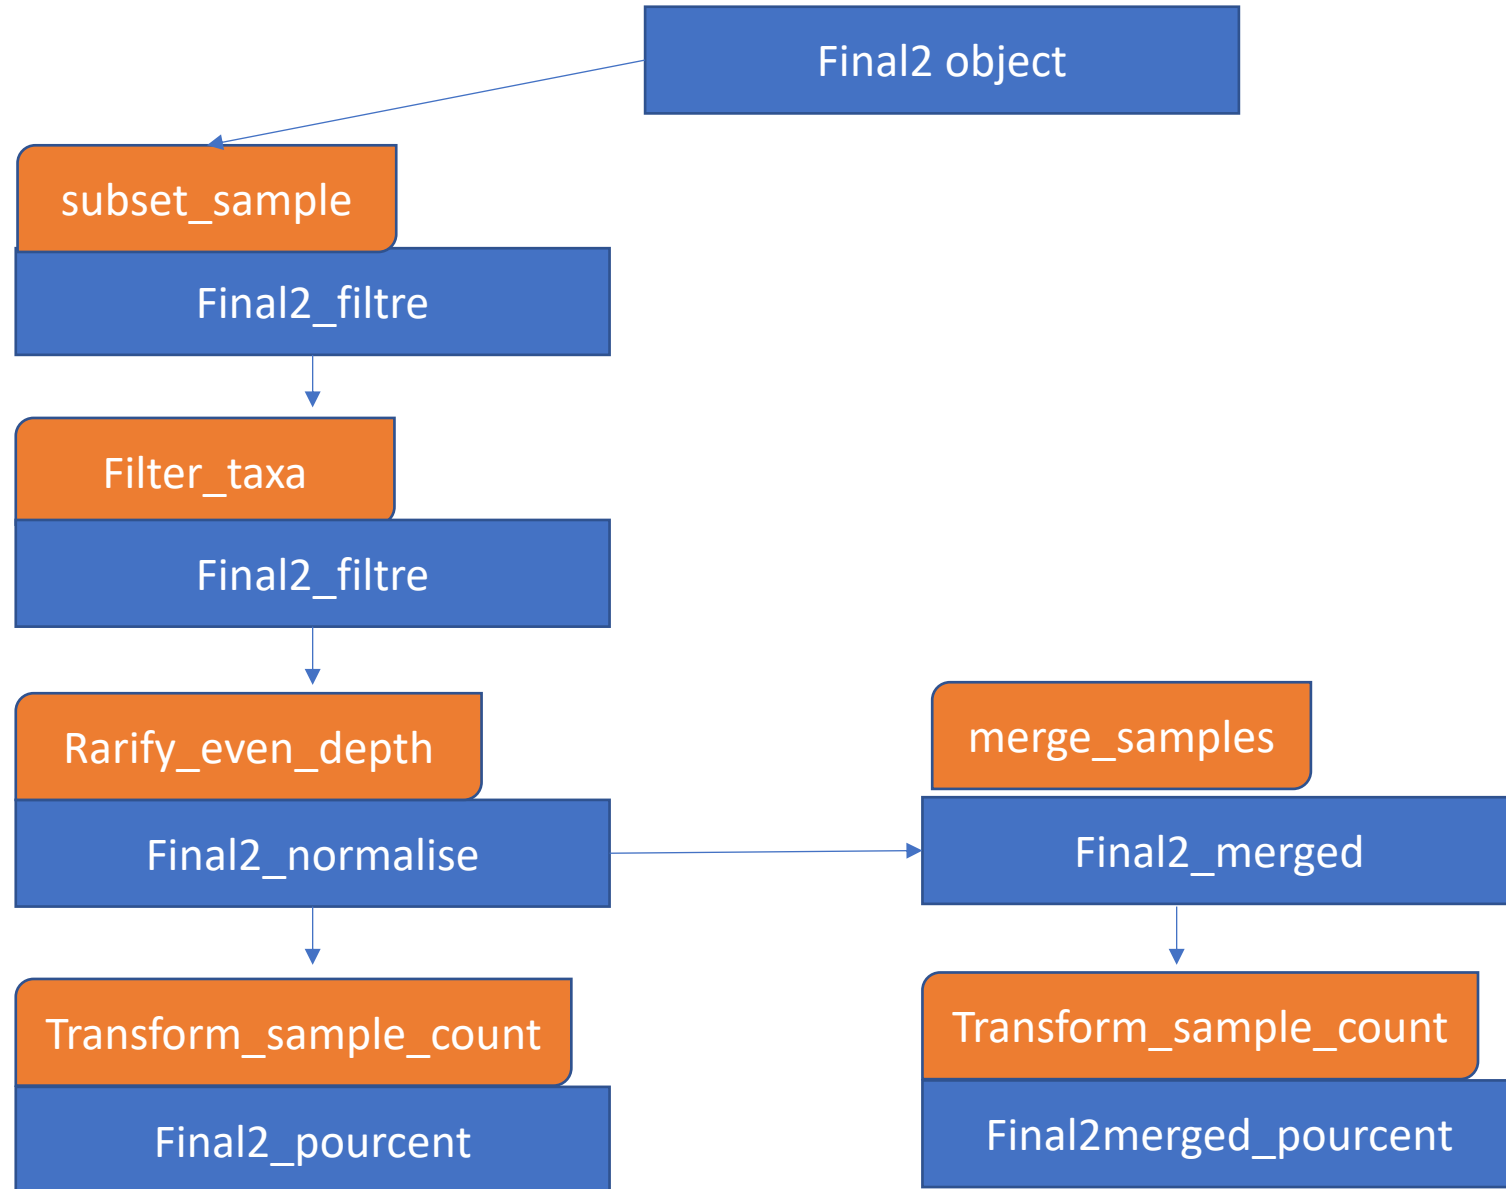 Final2 object
subset_sample
Final2_filtre
Filter_taxa
Final2_filtre
Rarify_even_depth
Final2_normalise
merge_samples
Final2_merged
Transform_sample_count
Final2_pourcent
Transform_sample_count
Final2merged_pourcent